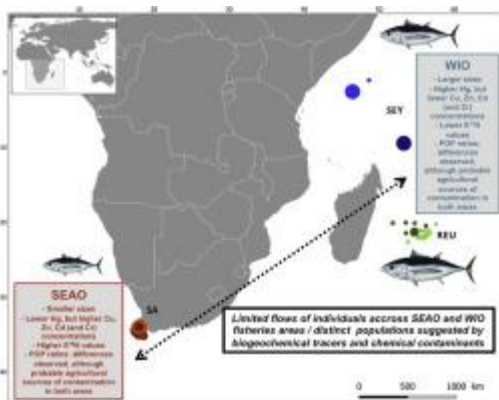 WIO
- Larger sizes
- Higher Hg, but
lower Cu, Zn, Cd
(and Cr)
concentrations
- Lower δ¹⁵N
values
- POP ratios:
differences
observed,
although probable
agricultural
sources of
contamination in
both areas
SEY
REU
SEAO
- Smaller sizes
- Lower Hg, but higher Cu,
Zn, Cd (and Cr)
concentrations
- Higher δ¹⁵N values
- POP ratios: differences
observed, although
probable agricultural
sources of contamination
in both areas
SA
Limited flows of individuals accross SEAO and WIO
fisheries areas / distinct populations suggested by
biogeochemical tracers and chemical contaminants
0 500 1000 km